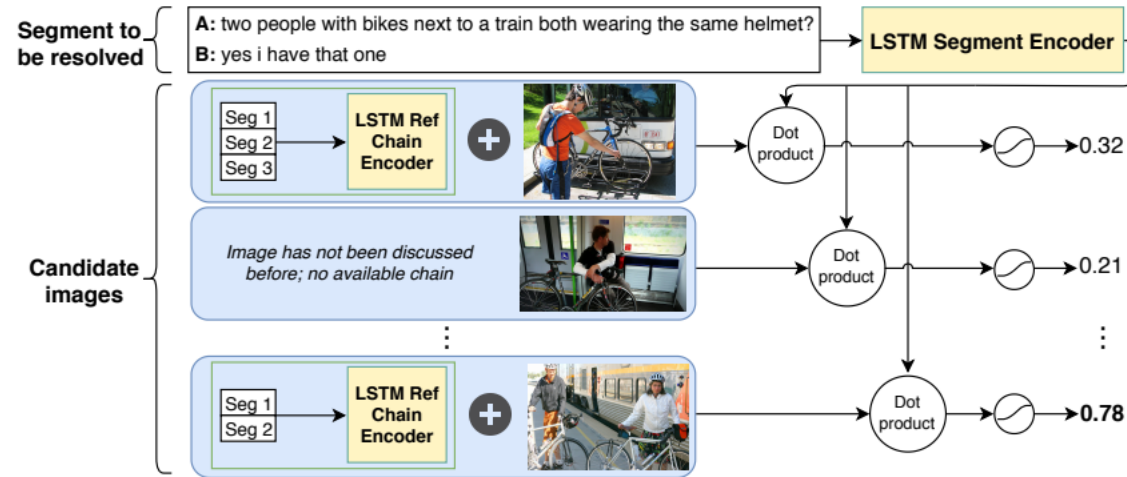 Segment to
be resolved
A: two people with bikes next to a train both wearing the same helmet?
B: yes i have that one
LSTM Segment Encoder
Candidate
images
Seg 1
Seg 2
Seg 3
LSTM Ref
Chain
Encoder
+
Dot
product
0.32
Image has not been discussed
before; no available chain
Dot
product
0.21
⋮
⋮
Seg 1
Seg 2
LSTM Ref
Chain
Encoder
+
Dot
product
0.78